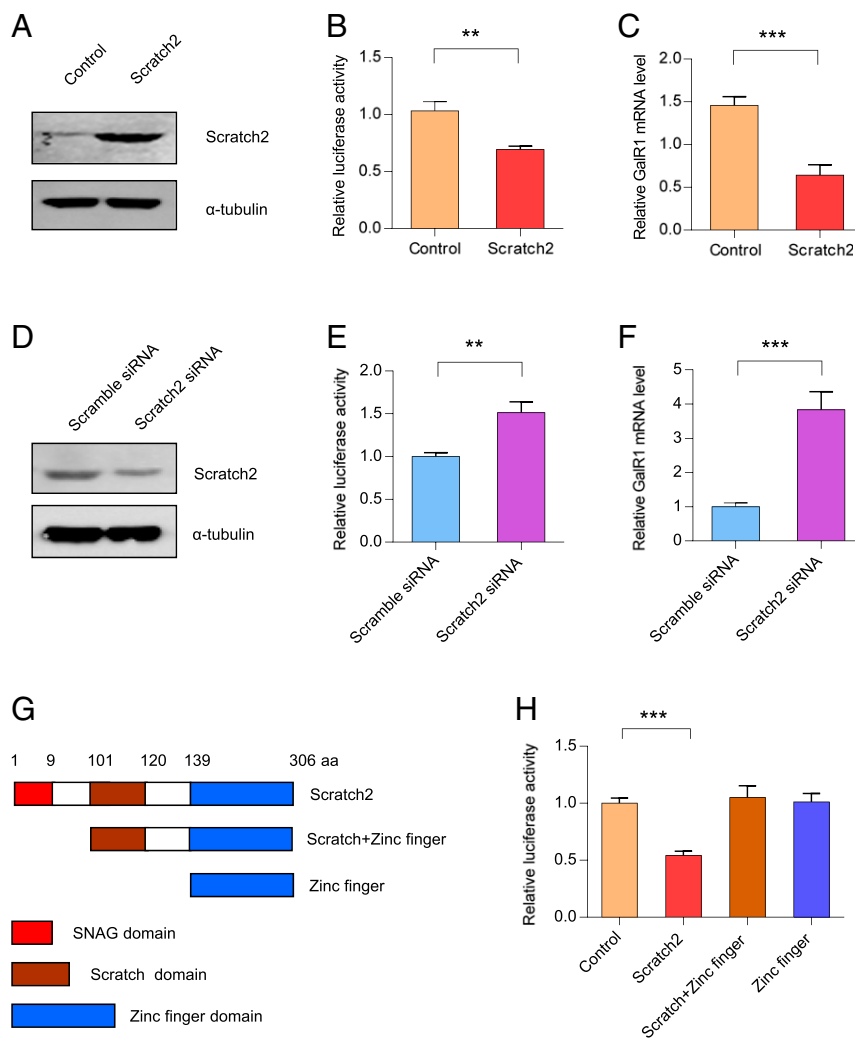 A
Control
Scratch2
Scratch2
α-tubulin
B
**
Relative luciferase activity
1.5
1.0
0.5
0.0
Control
Scratch2
C
***
Relative GalR1 mRNA level
2.0
1.5
1.0
0.5
0.0
Control
Scratch2
D
Scramble siRNA
Scratch2 siRNA
Scratch2
α-tubulin
E
**
Relative luciferase activity
2.0
1.5
1.0
0.5
0.0
Scramble siRNA
Scratch2 siRNA
F
***
Relative GalR1 mRNA level
5
4
3
2
1
0
Scramble siRNA
Scratch2 siRNA
G
1 9 101 120 139 306 aa
Scratch2
Scratch+Zinc finger
Zinc finger
SNAG domain
Scratch domain
Zinc finger domain
H
***
Relative luciferase activity
1.5
1.0
0.5
0.0
Control
Scratch2
Scratch+Zinc finger
Zinc finger